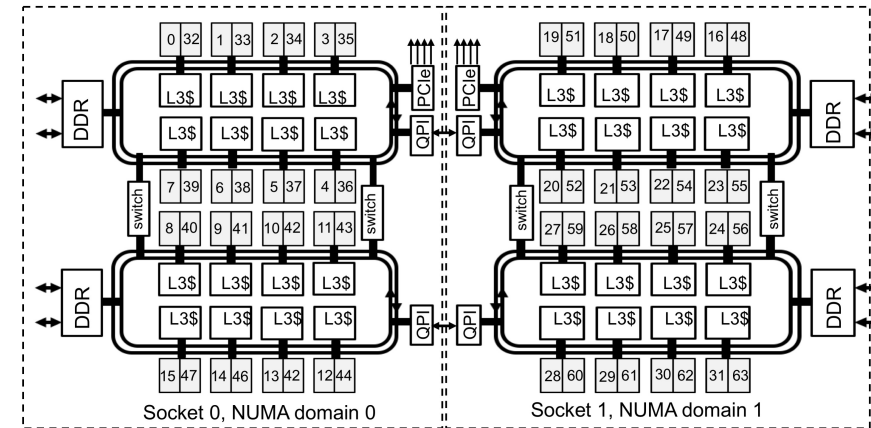 0 32 1 33 2 34 3 35 19 51 18 50 17 49 16 48
PCIe PCIe
DDR L3$ L3$ L3$ L3$ L3$ L3$ L3$ L3$ DDR
L3$ L3$ L3$ L3$ QPI QPI L3$ L3$ L3$ L3$
7 39 6 38 5 37 4 36 20 52 21 53 22 54 23 55
switch switch switch switch
8 40 9 41 10 42 11 43 27 59 26 58 25 57 24 56
DDR L3$ L3$ L3$ L3$ L3$ L3$ L3$ L3$ DDR
L3$ L3$ L3$ L3$ QPI QPI L3$ L3$ L3$ L3$
15 47 14 46 13 42 12 44 28 60 29 61 30 62 31 63
Socket 0, NUMA domain 0 Socket 1, NUMA domain 1